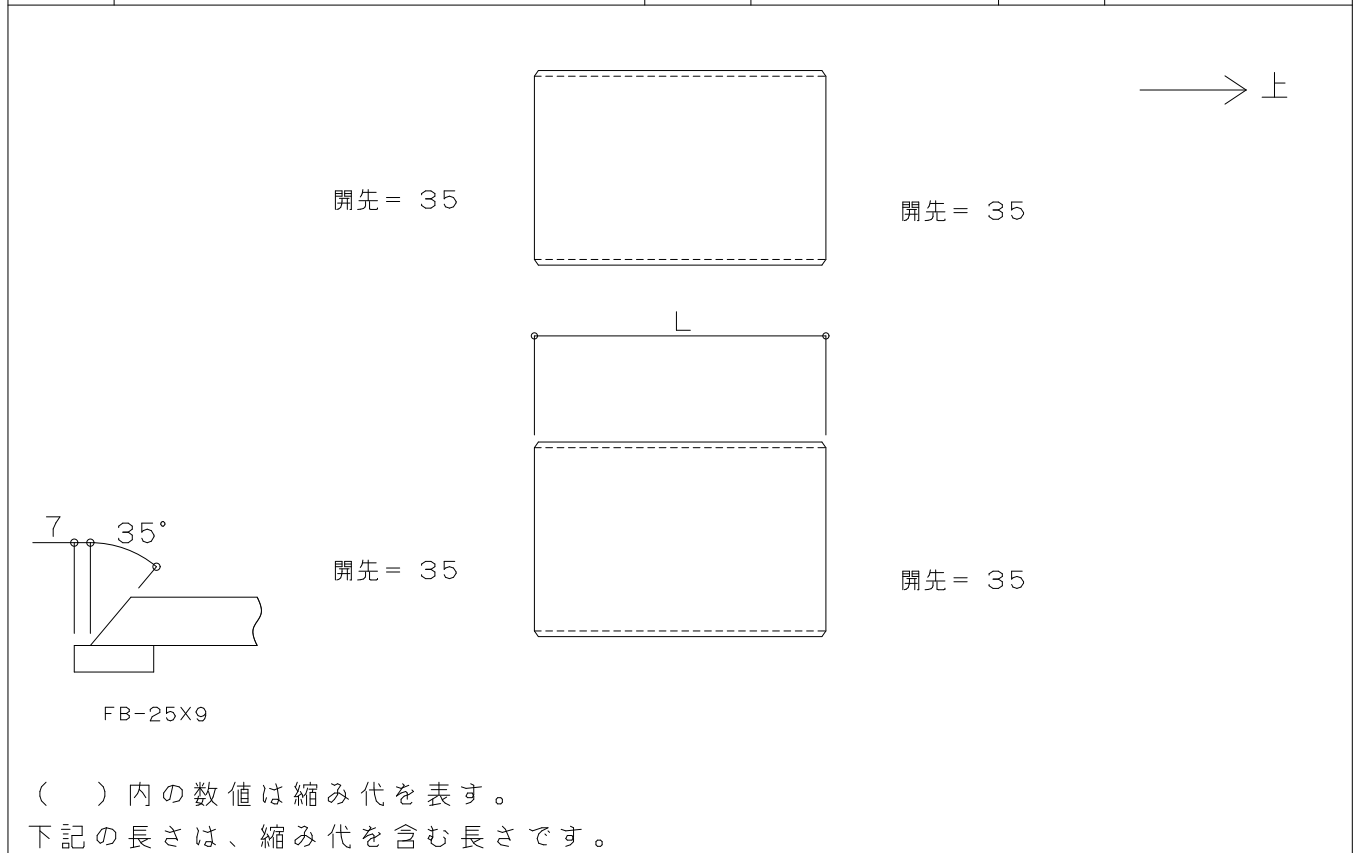 上
開先＝ 35
開先＝ 35
L
7 35°
開先＝ 35
開先＝ 35
FB-25X9
（　）内の数値は縮み代を表す。
下記の長さは、縮み代を含む長さです。